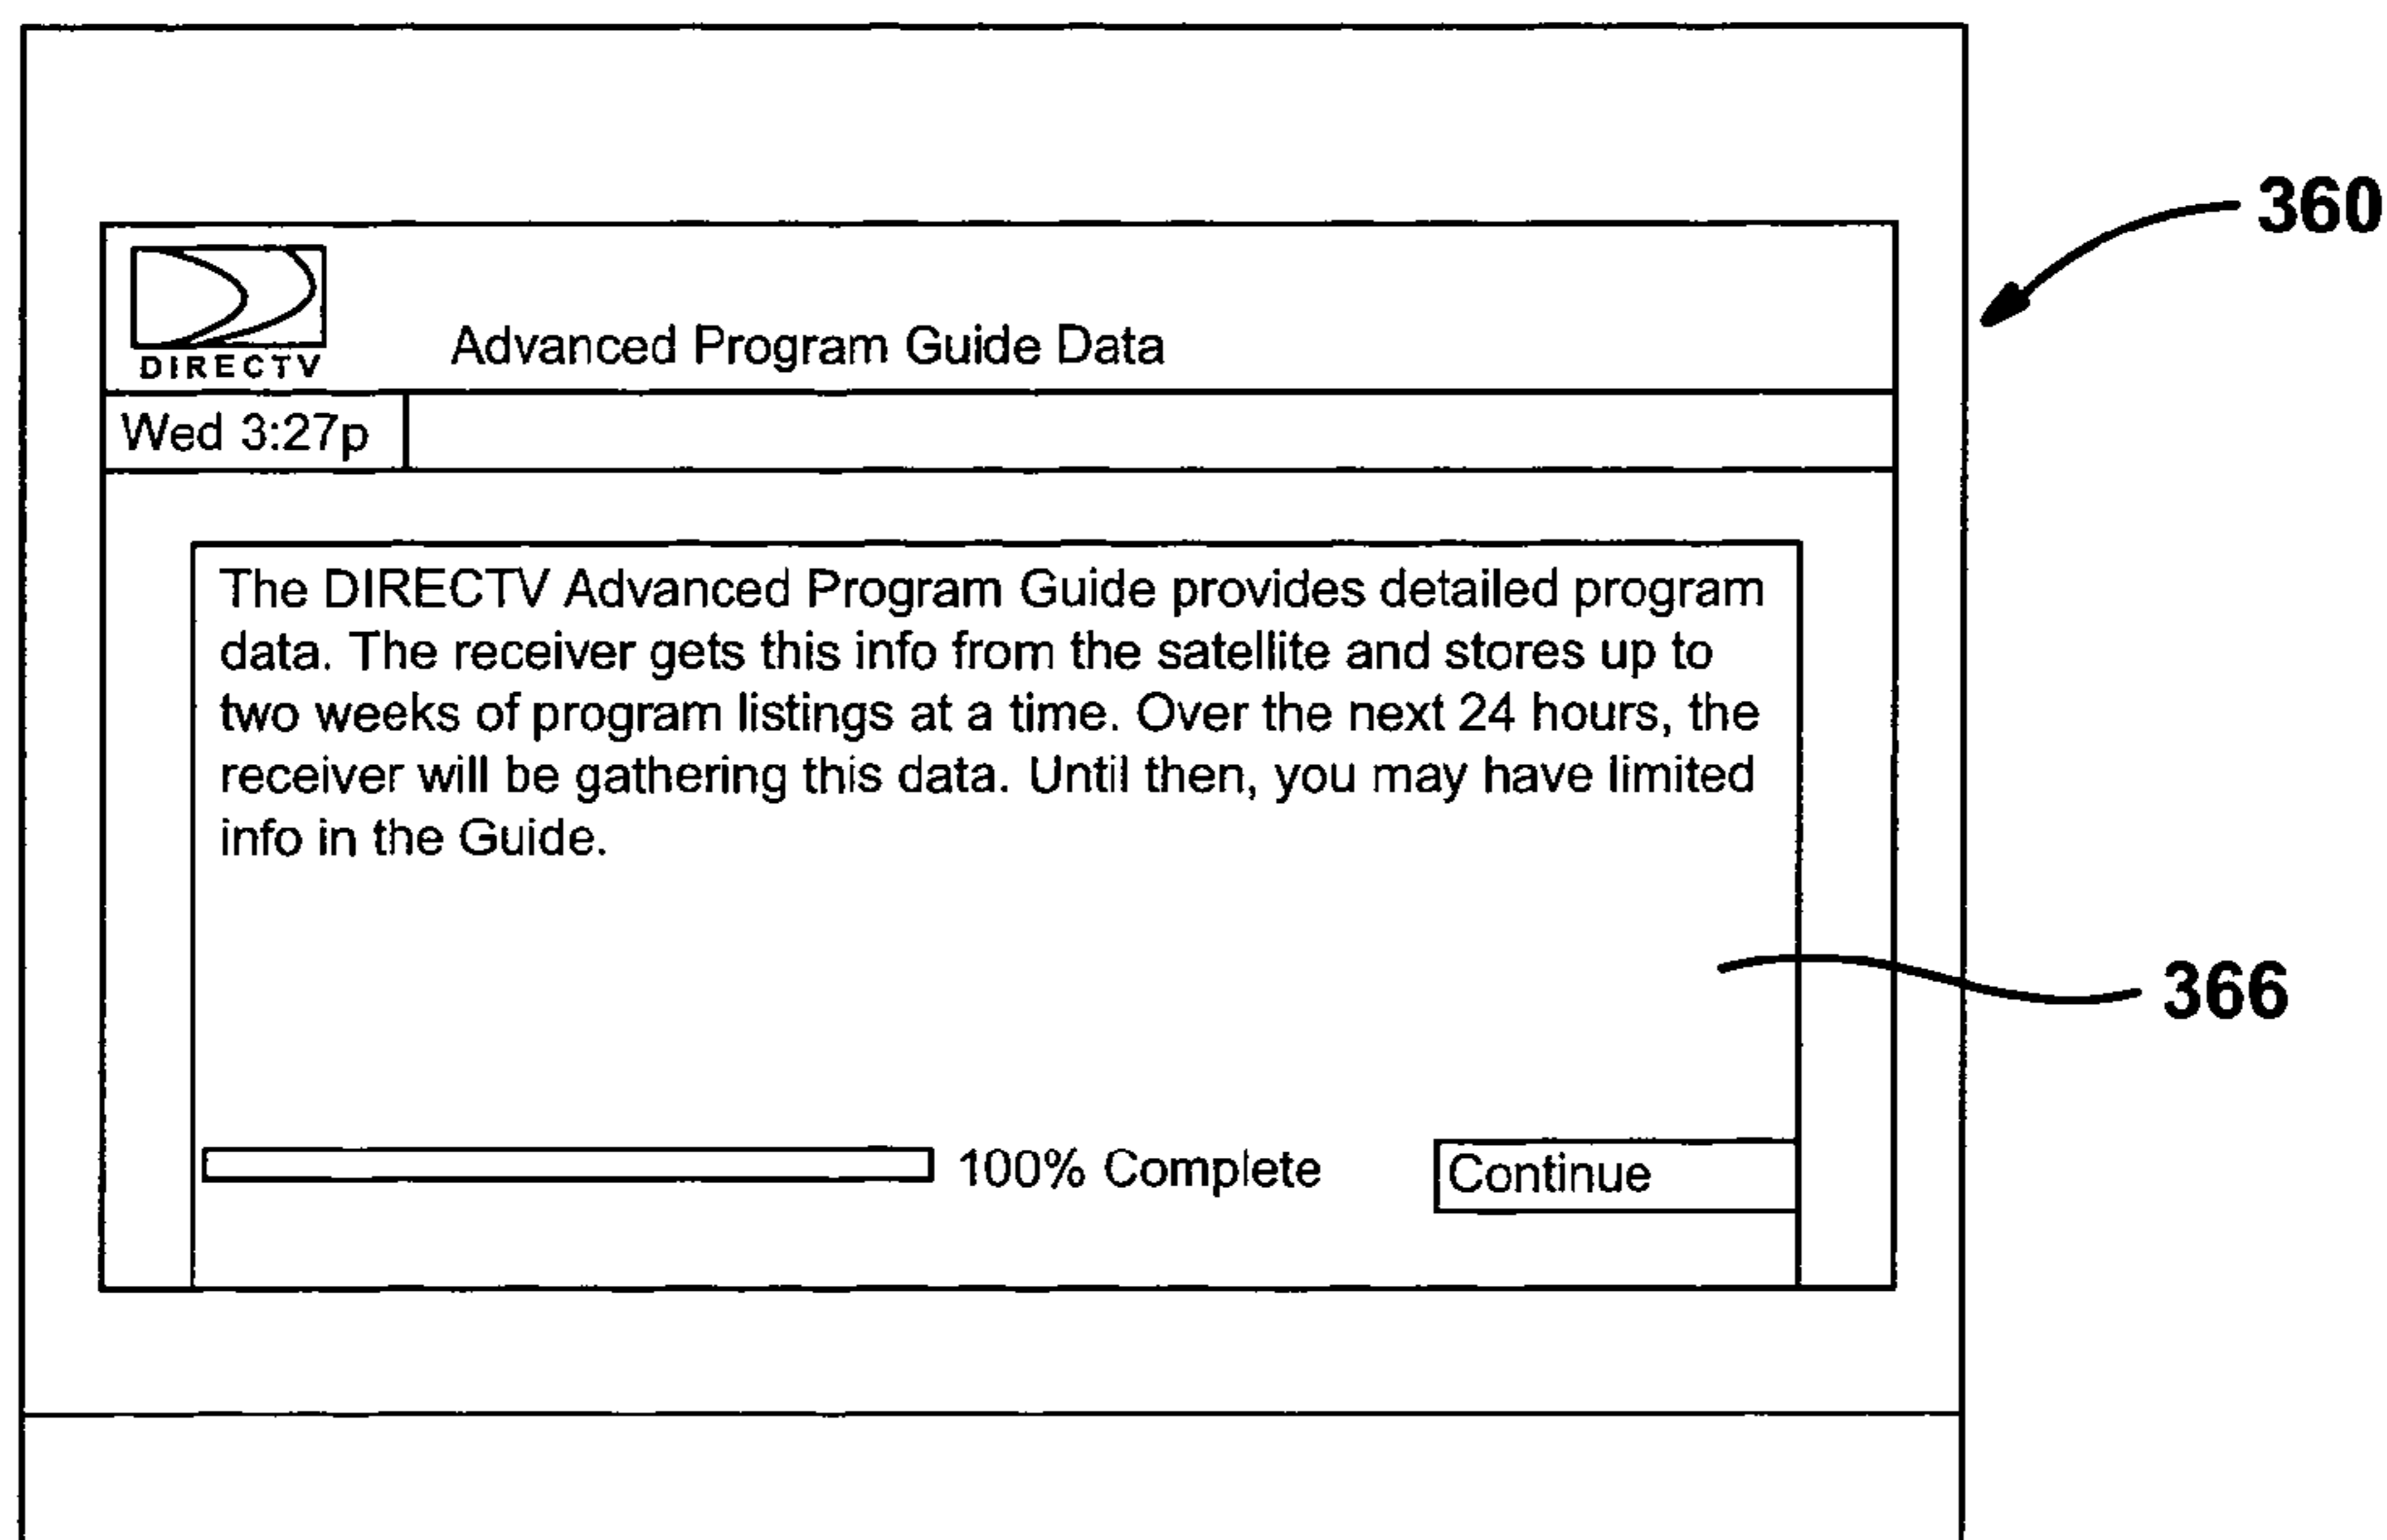 360
DIRECTV
Advanced Program Guide Data
Wed 3:27p
The DIRECTV Advanced Program Guide provides detailed program
data. The receiver gets this info from the satellite and stores up to
two weeks of program listings at a time. Over the next 24 hours, the
receiver will be gathering this data. Until then, you may have limited
info in the Guide.
366
100% Complete
Continue